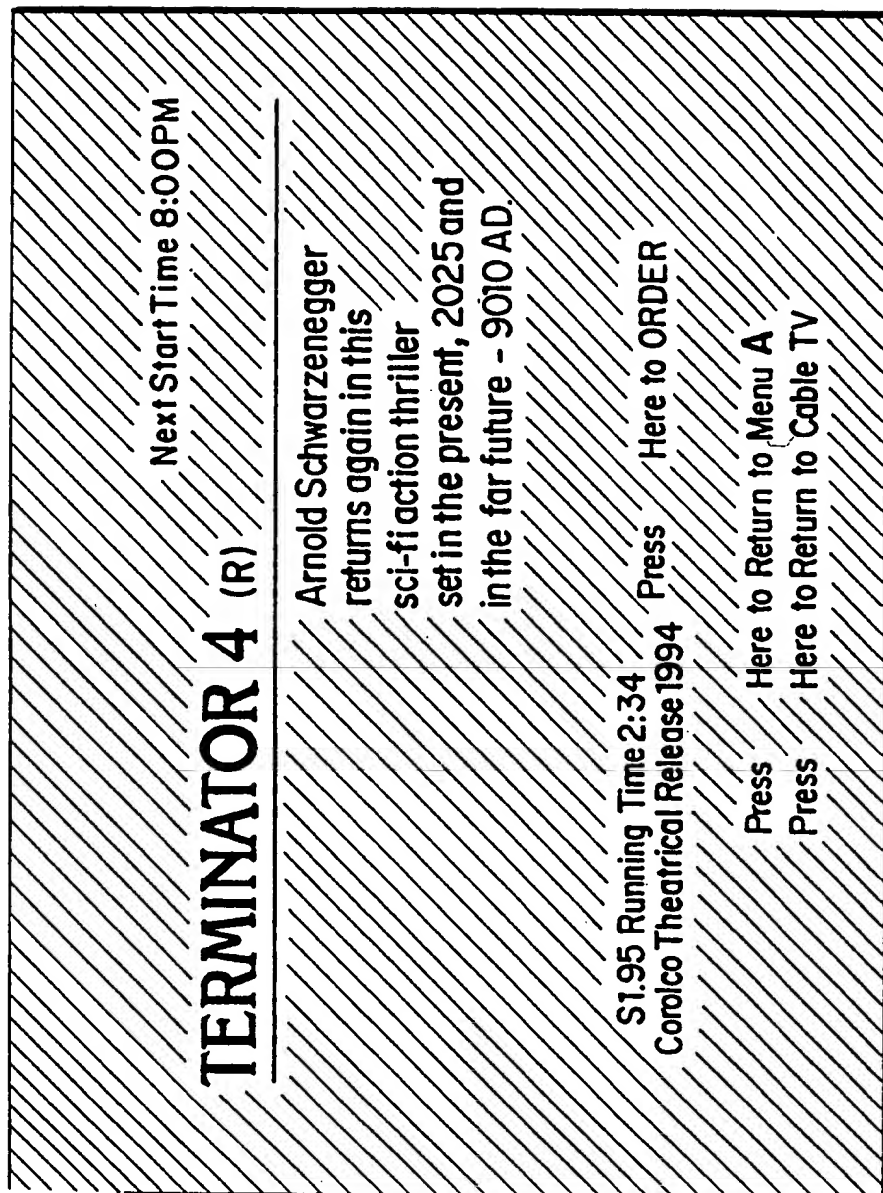 Next Start Time 8:00PM
TERMINATOR 4 (R)
Arnold Schwarzenegger
returns again in this
sci-fi action thriller
set in the present, 2025 and
in the far future - 9010 AD.
S1.95 Running Time 2:34
Corolco Theatrical Release 1994
Press Here to ORDER
Press Here to Return to Menu A
Press Here to Return to Cable TV